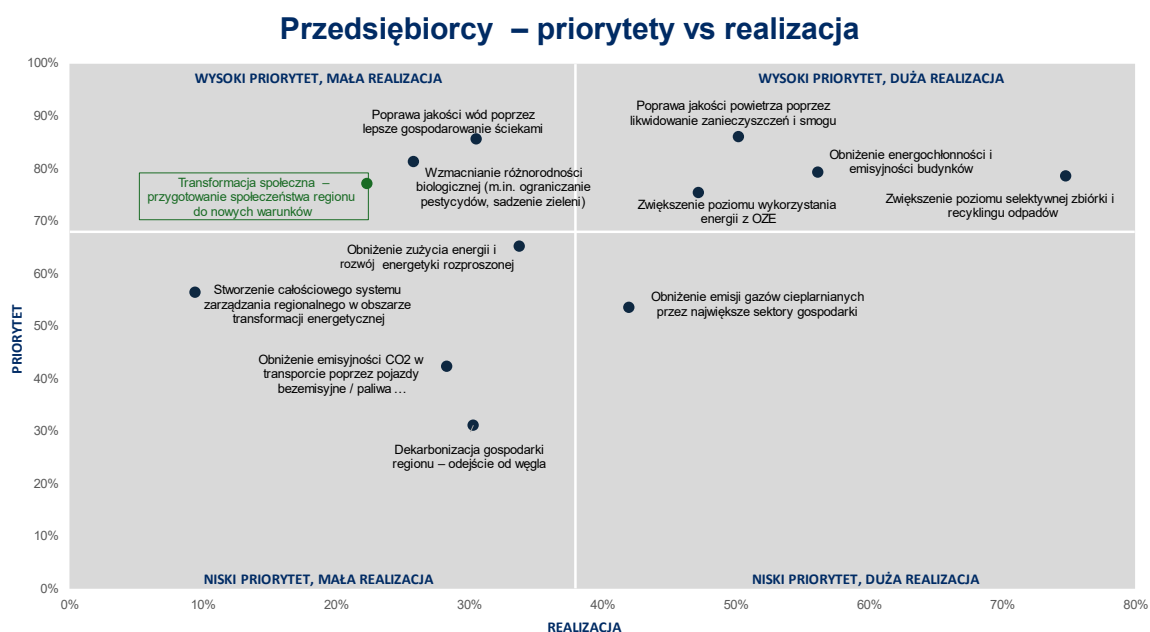 Przedsiębiorcy – priorytety vs realizacja
100%
90%
80%
70%
60%
50%
40%
30%
20%
10%
0%
PRIORYTET
WYSOKI PRIORYTET, MAŁA REALIZACJA
WYSOKI PRIORYTET, DUŻA REALIZACJA
Poprawa jakości wód poprzez
lepsze gospodarowanie ściekami
Wzmacnianie różnorodności
biologicznej (m.in. ograniczanie
pestycydów, sadzenie zieleni)
Transformacja społeczna –
przygotowanie społeczeństwa regionu
do nowych warunków
Poprawa jakości powietrza poprzez
likwidowanie zanieczyszczeń i smogu
Obniżenie energochłonności i
emisyjności budynków
Zwiększenie poziomu wykorzystania
energii z OZE
Zwiększenie poziomu selektywnej zbiórki i
recyklingu odpadów
Obniżenie zużycia energii i
rozwój energetyki rozproszonej
Stworzenie całościowego systemu
zarządzania regionalnego w obszarze
transformacji energetycznej
Obniżenie emisji gazów cieplarnianych
przez największe sektory gospodarki
Obniżenie emisyjności CO2 w
transporcie poprzez pojazdy
bezemisyjne / paliwa …
Dekarbonizacja gospodarki
regionu – odejście od węgla
NISKI PRIORYTET, MAŁA REALIZACJA
NISKI PRIORYTET, DUŻA REALIZACJA
0%
10%
20%
30%
40%
50%
60%
70%
80%
REALIZACJA